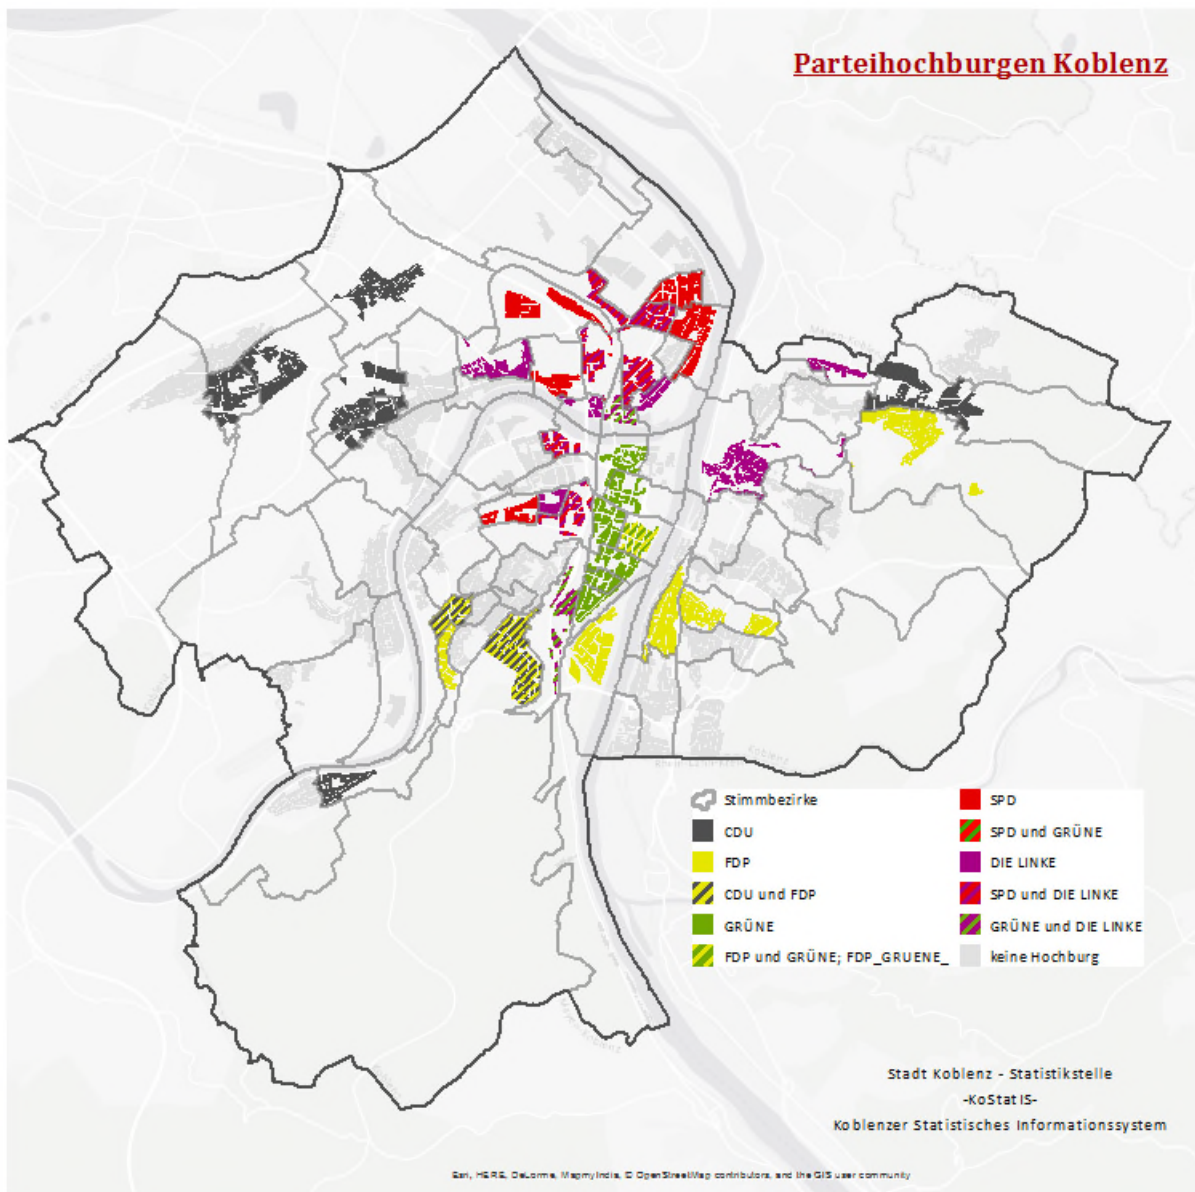 Parteihochburgen Koblenz
Stimmbezirke
CDU
FDP
CDU und FDP
GRÜNE
FDP und GRÜNE; FDP_GRUENE_
SPD
SPD und GRÜNE
DIE LINKE
SPD und DIE LINKE
GRÜNE und DIE LINKE
keine Hochburg
Stadt Koblenz - Statistikstelle
-KoStatIS-
Koblenzer Statistisches Informationssystem
Esri, HERE, DeLorme, MapmyIndia, © OpenStreetMap contributors, and the GIS user community